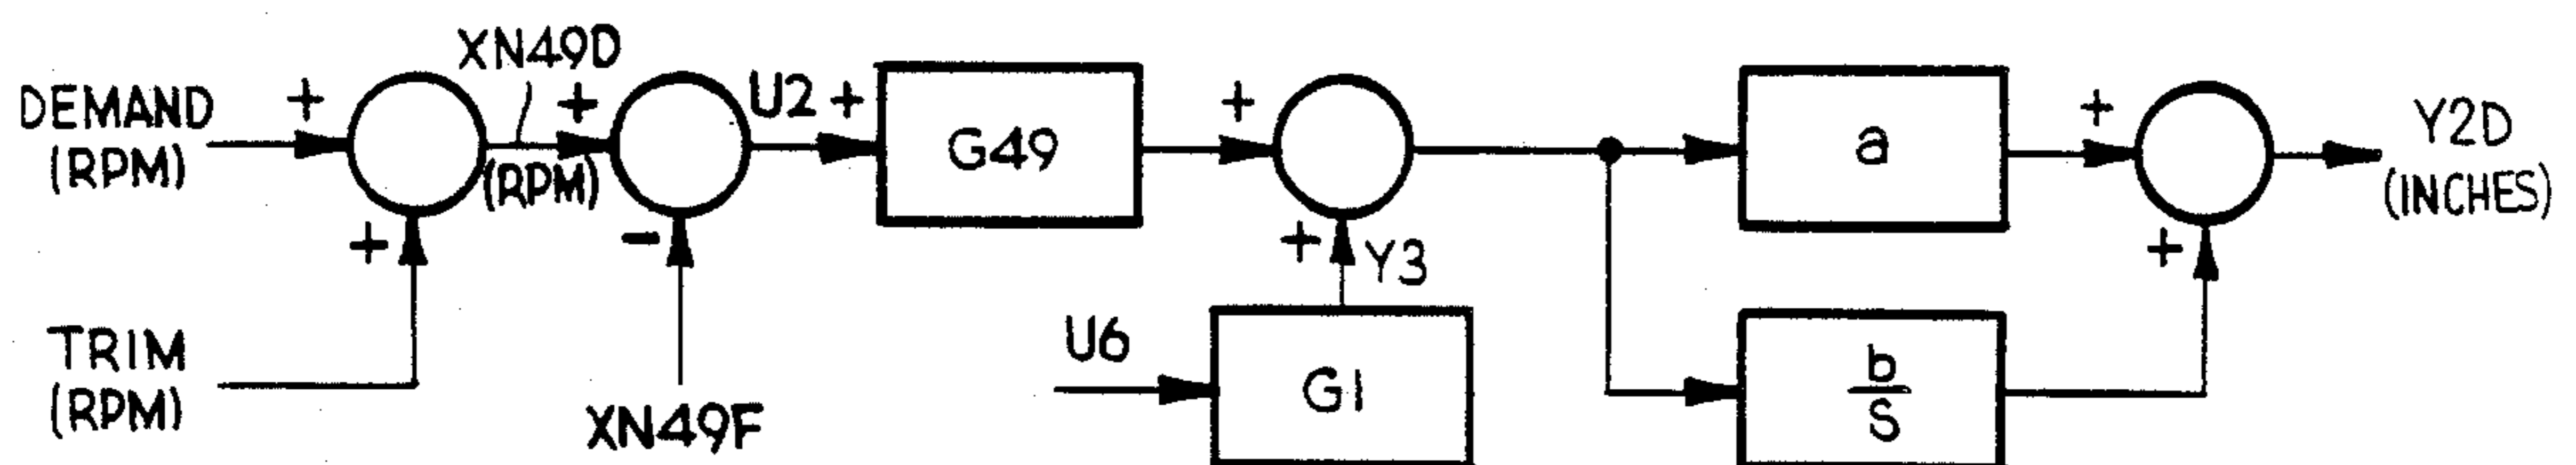 XN49D
DEMAND
(RPM)
+
+
(RPM)
U2
+
G49
+
a
+
Y2D
(INCHES)
+
-
+
Y3
+
TRIM
(RPM)
XN49F
U6
G1
b
S